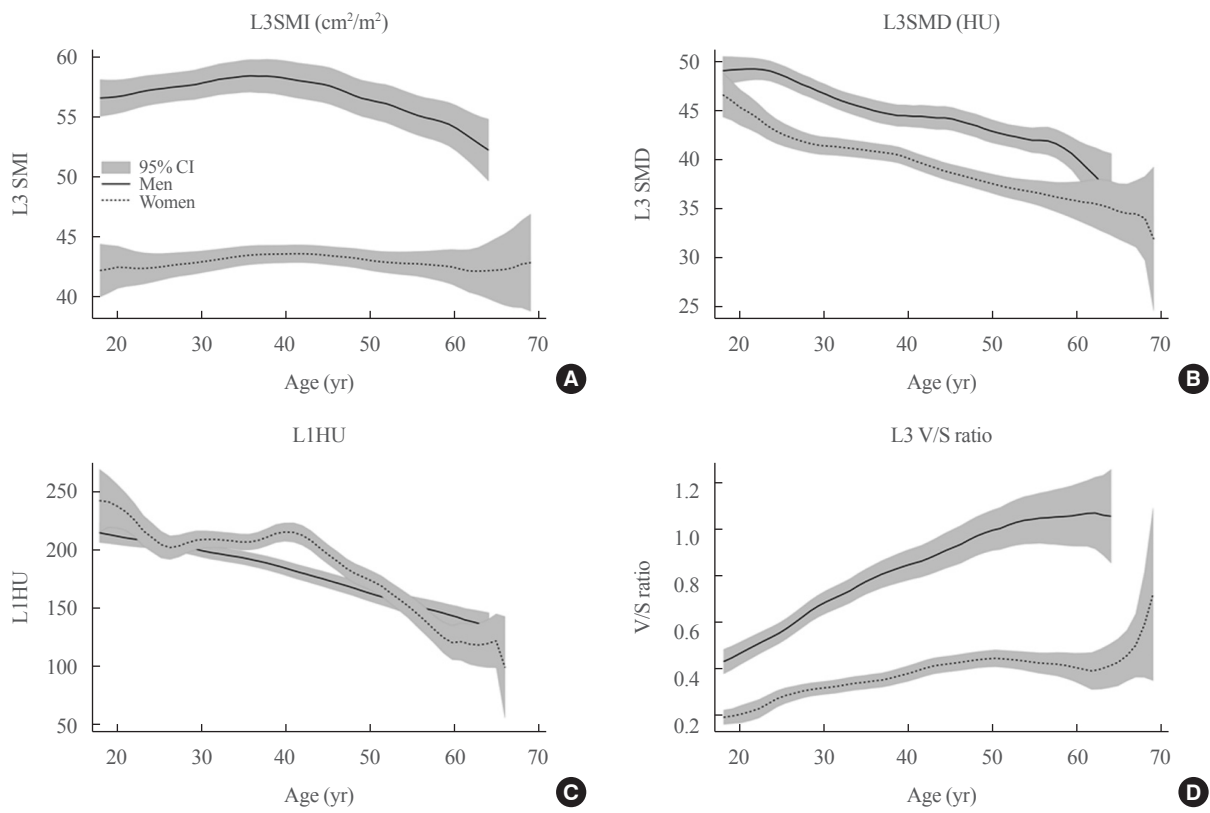 L3SMI (cm²/m²)
60
55
50
45
40
L3 SMI
95% CI
Men
Women
20 30 40 50 60 70
Age (yr)
A
L3SMD (HU)
50
45
40
35
30
25
L3 SMD
20 30 40 50 60 70
Age (yr)
B
L1HU
250
200
150
100
50
L1HU
20 30 40 50 60 70
Age (yr)
C
L3 V/S ratio
1.2
1.0
0.8
0.6
0.4
0.2
V/S ratio
20 30 40 50 60 70
Age (yr)
D